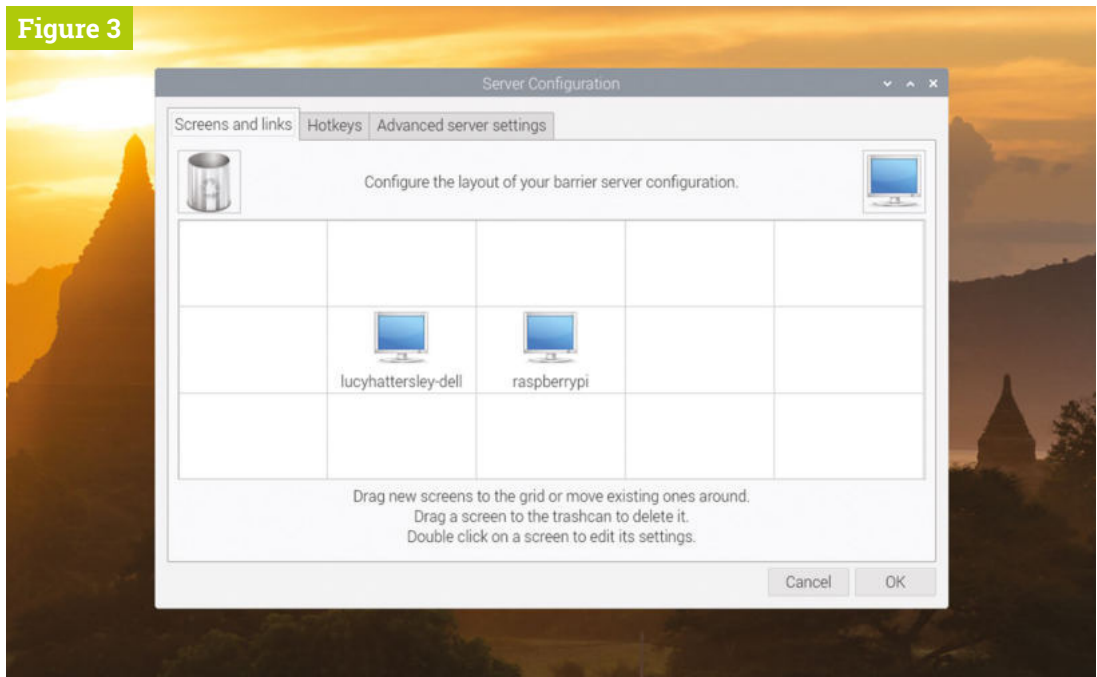 Figure 3
Server Configuration
Screens and links
Hotkeys
Advanced server settings
Configure the layout of your barrier server configuration.
lucyhattersley-dell
raspberrypi
Drag new screens to the grid or move existing ones around.
Drag a screen to the trashcan to delete it.
Double click on a screen to edit its settings.
Cancel
OK